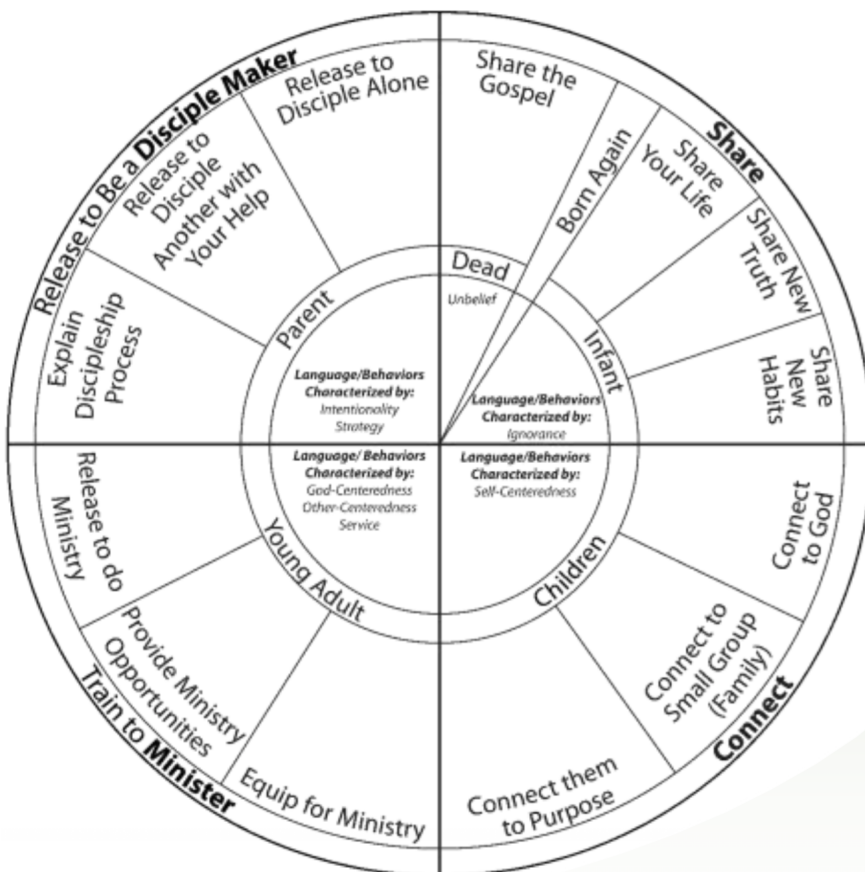 Share
Share the
Gospel
Born Again
Share
Your Life
Share New
Truth
Share
New
Habits
Dead
Unbelief
Infant
Language/Behaviors
Characterized by:
Ignorance
Connect
Connect
to God
Connect to
Small Group
(Family)
Connect them
to Purpose
Children
Language/Behaviors
Characterized by:
Self-Centeredness
Train to Minister
Equip for Ministry
Provide Ministry
Opportunities
Release to do
Ministry
Young Adult
Language/ Behaviors
Characterized by:
God-Centeredness
Other-Centeredness
Service
Release to Be a Disciple Maker
Explain
Discipleship
Process
Release to
Disciple
Another with
Your Help
Release to
Disciple Alone
Parent
Language/Behaviors
Characterized by:
Intentionality
Strategy